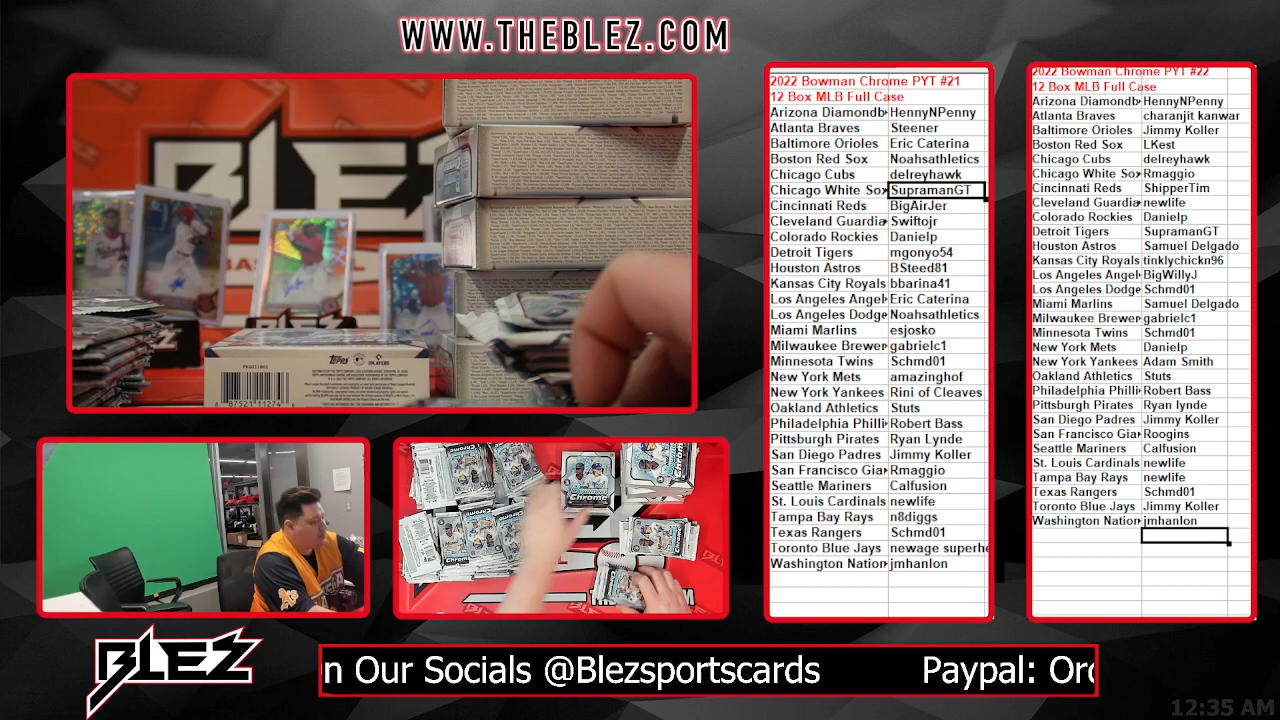 WWW.THEBLEZ.COM
BLEZ
topps
PLAYERS
2022 Bowman Chrome PYT #21
12 Box MLB Full Case
Arizona Diamondb HennyNPenny
Atlanta Braves Steener
Baltimore Orioles Eric Caterina
Boston Red Sox Noahsathletics
Chicago Cubs delreyhawk
Chicago White Sox SupramanGT
Cincinnati Reds BigAirJer
Cleveland Guardia Swiftojr
Colorado Rockies Danielp
Detroit Tigers mgonyo54
Houston Astros BSteed81
Kansas City Royals bbarina41
Los Angeles Angel Eric Caterina
Los Angeles Dodge Noahsathletics
Miami Marlins esjosko
Milwaukee Brewer gabrielc1
Minnesota Twins Schmd01
New York Mets amazinghof
New York Yankees Rini of Cleaves
Oakland Athletics Stuts
Philadelphia Philli Robert Bass
Pittsburgh Pirates Ryan Lynde
San Diego Padres Jimmy Koller
San Francisco Gia Rmaggio
Seattle Mariners Calfusion
St. Louis Cardinals newlife
Tampa Bay Rays n8diggs
Texas Rangers Schmd01
Toronto Blue Jays newage superhe
Washington Nation jmhanlon
2022 Bowman Chrome PYT #22
12 Box MLB Full Case
Arizona Diamondb HennyNPenny
Atlanta Braves charanjit kanwar
Baltimore Orioles Jimmy Koller
Boston Red Sox LKest
Chicago Cubs delreyhawk
Chicago White Sox Rmaggio
Cincinnati Reds ShipperTim
Cleveland Guardia newlife
Colorado Rockies Danielp
Detroit Tigers SupramanGT
Houston Astros Samuel Delgado
Kansas City Royals tinklychickn96
Los Angeles Angel BigWillyJ
Los Angeles Dodge Schmd01
Miami Marlins Samuel Delgado
Milwaukee Brewer gabrielc1
Minnesota Twins Schmd01
New York Mets Danielp
New York Yankees Adam Smith
Oakland Athletics Stuts
Philadelphia Philli Robert Bass
Pittsburgh Pirates Ryan lynde
San Diego Padres Jimmy Koller
San Francisco Gia Roogins
Seattle Mariners Calfusion
St. Louis Cardinals newlife
Tampa Bay Rays newlife
Texas Rangers Schmd01
Toronto Blue Jays Jimmy Koller
Washington Nation jmhanlon
Chrome
BLEZ
n Our Socials @Blezsportscards Paypal: Ord
12:35 AM